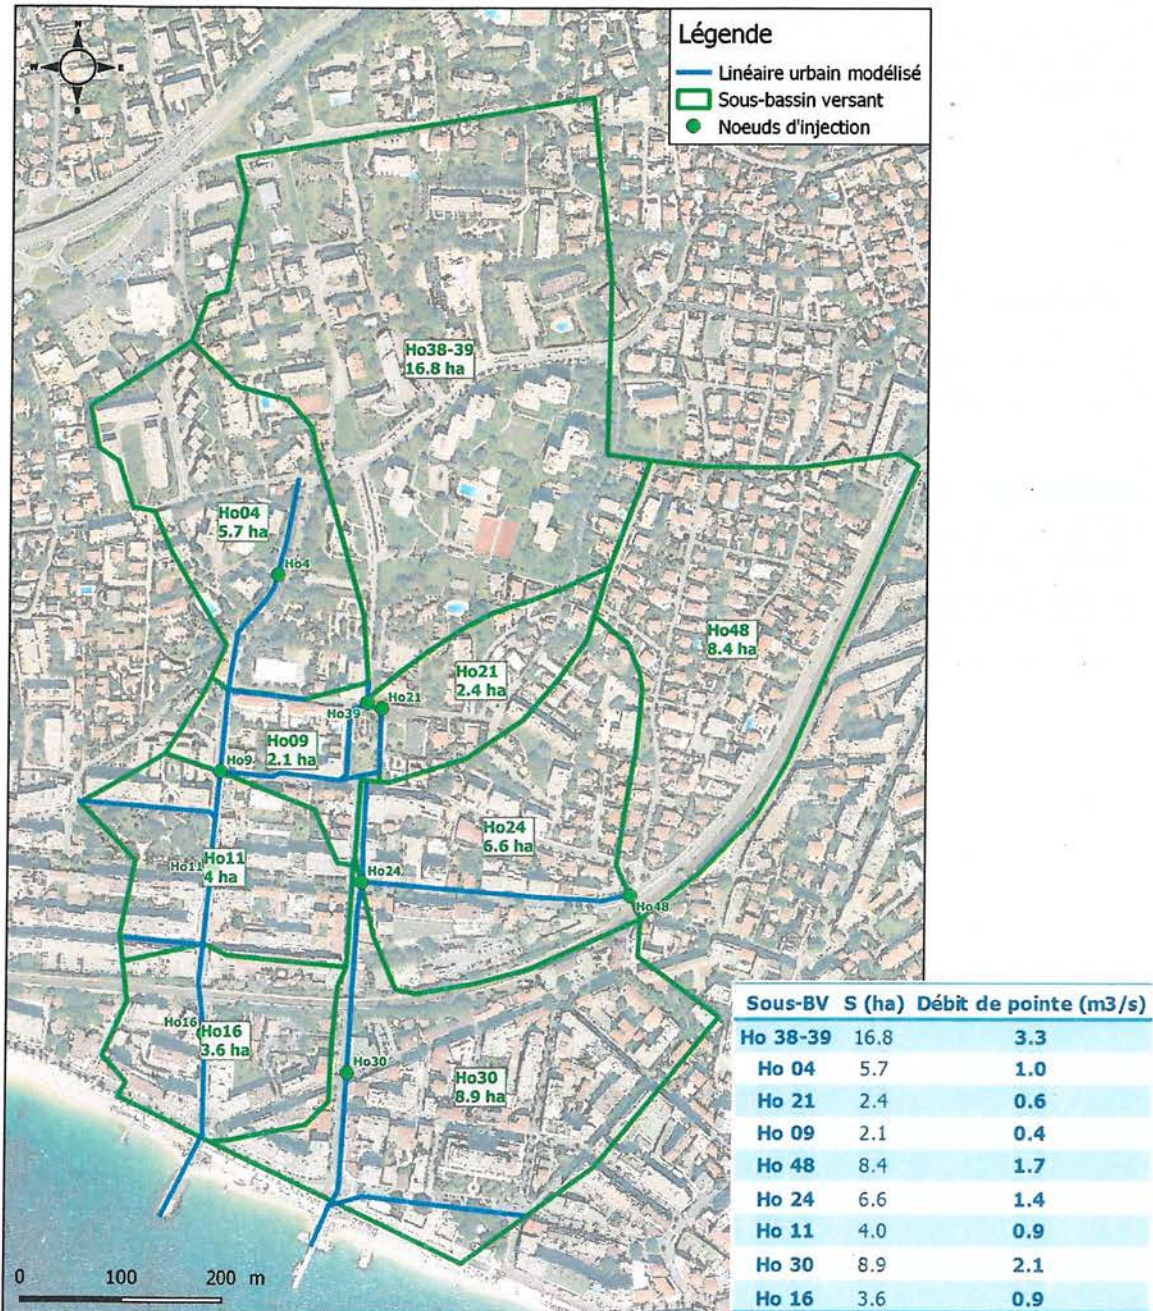 N
W
E
S
Légende
Linéaire urbain modélisé
Sous-bassin versant
Noeuds d'injection
Ho38-39
16.8 ha
Ho04
5.7 ha
Ho4
Ho48
8.4 ha
Ho21
2.4 ha
Ho39
Ho21
Ho09
2.1 ha
Ho9
Ho24
6.6 ha
Ho11
Ho11
4 ha
Ho24
Ho48
Ho16
Ho16
3.6 ha
Ho30
Ho30
8.9 ha
0 100 200 m
Sous-BV S (ha) Débit de pointe (m3/s)
Ho 38-39 16.8 3.3
Ho 04 5.7 1.0
Ho 21 2.4 0.6
Ho 09 2.1 0.4
Ho 48 8.4 1.7
Ho 24 6.6 1.4
Ho 11 4.0 0.9
Ho 30 8.9 2.1
Ho 16 3.6 0.9